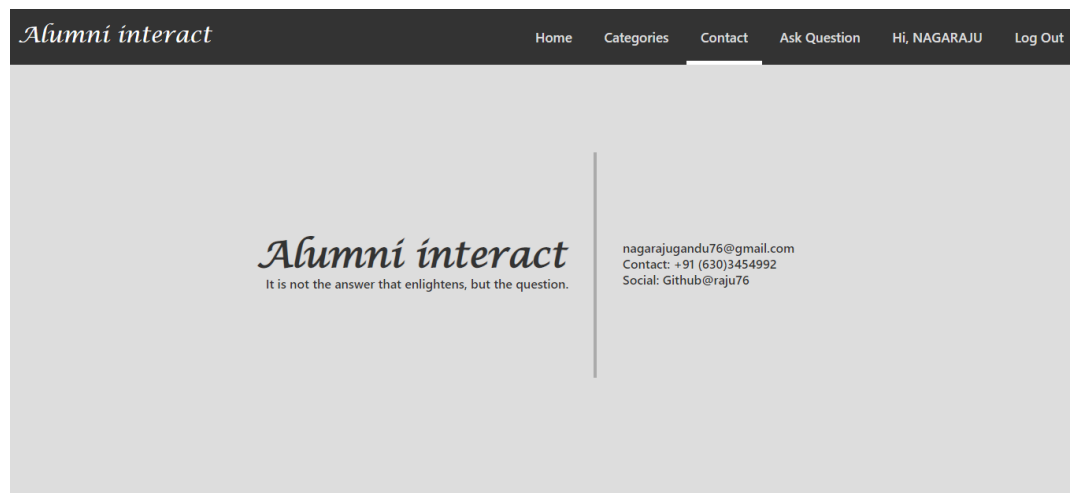 Alumni interact
Home Categories Contact Ask Question Hi, NAGARAJU Log Out
Alumni interact
It is not the answer that enlightens, but the question.
nagarajugandu76@gmail.com
Contact: +91 (630)3454992
Social: Github@raju76